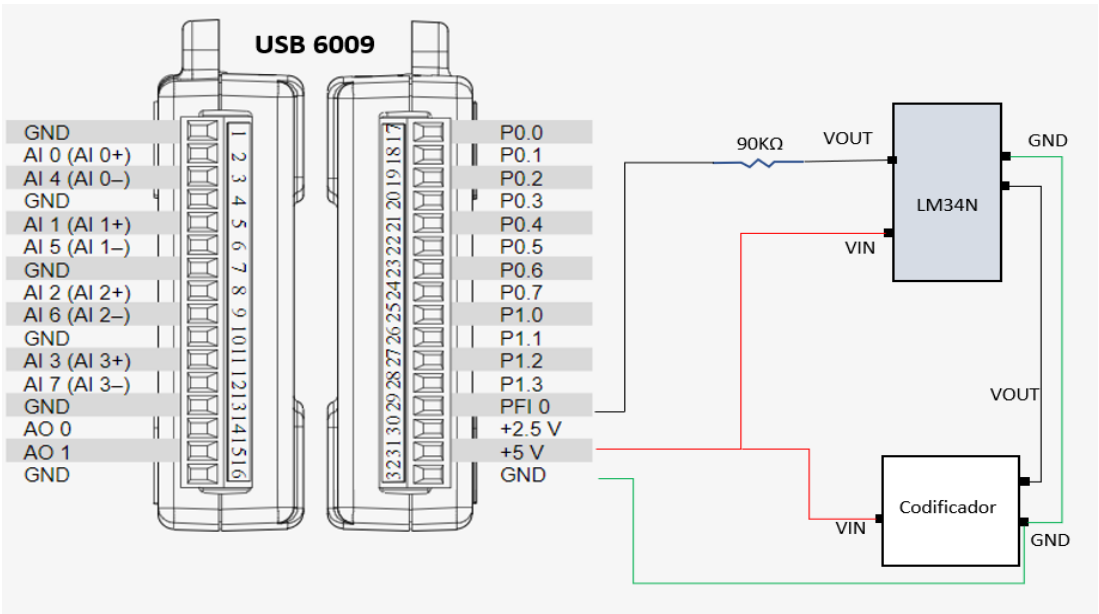 USB 6009
GND
AI 0 (AI 0+)
AI 4 (AI 0–)
GND
AI 1 (AI 1+)
AI 5 (AI 1–)
GND
AI 2 (AI 2+)
AI 6 (AI 2–)
GND
AI 3 (AI 3+)
AI 7 (AI 3–)
GND
AO 0
AO 1
GND
1
2
3
4
5
6
7
8
9
10
11
12
13
14
15
16
17
18
19
20
21
22
23
24
25
26
27
28
29
30
31
32
P0.0
P0.1
P0.2
P0.3
P0.4
P0.5
P0.6
P0.7
P1.0
P1.1
P1.2
P1.3
PFI 0
+2.5 V
+5 V
GND
90KΩ
VOUT
GND
LM34N
VIN
VOUT
Codificador
VIN
GND